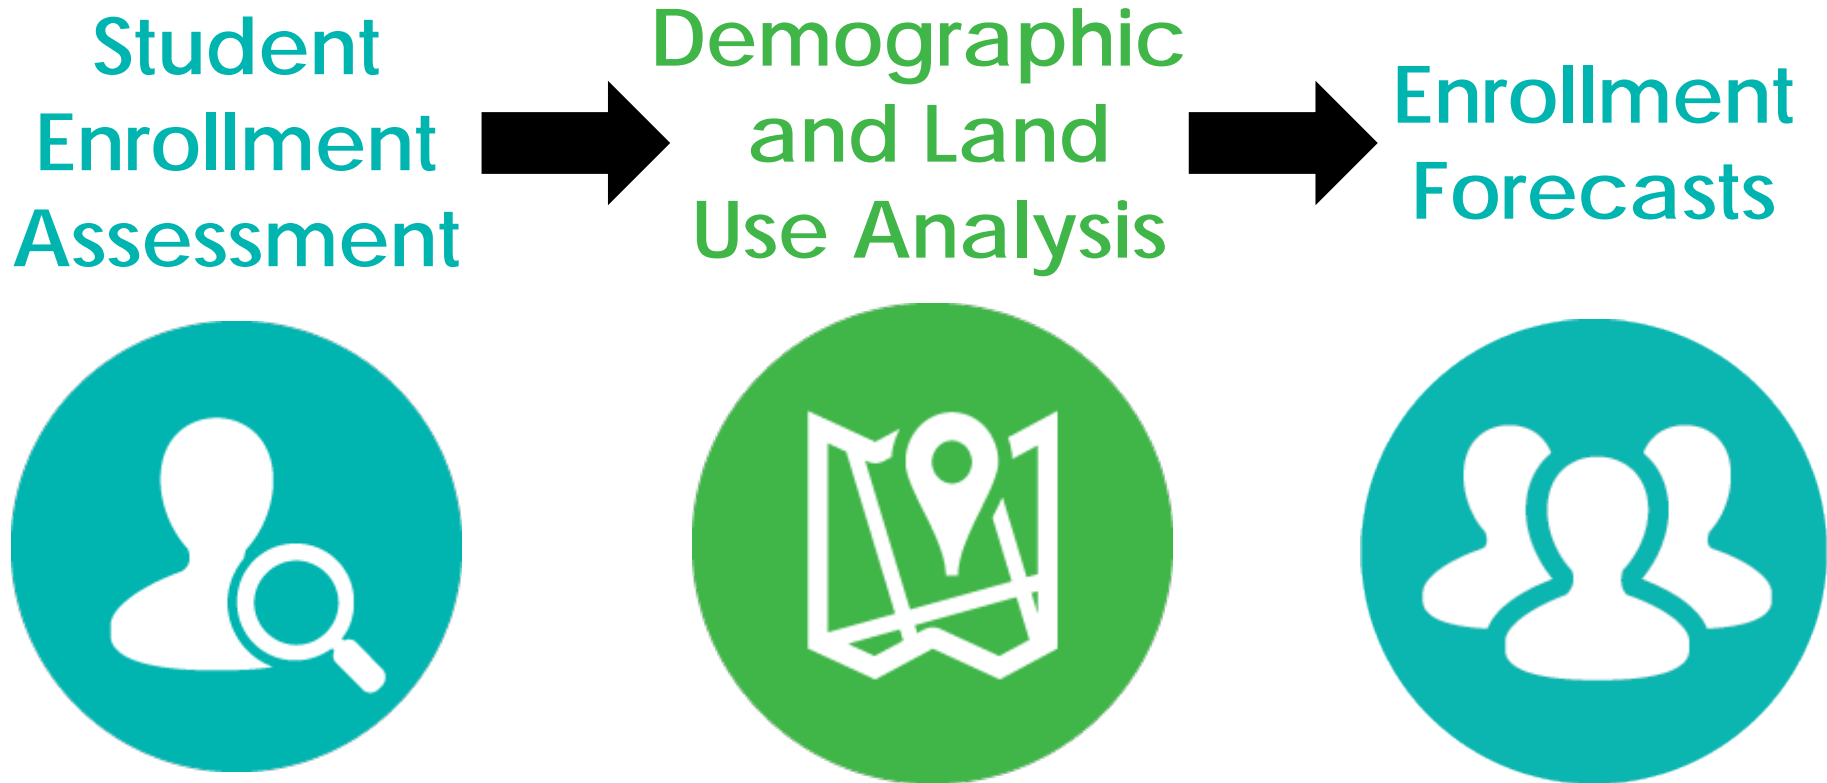 Student
Enrollment
Assessment
Demographic
and Land
Use Analysis
Enrollment
Forecasts